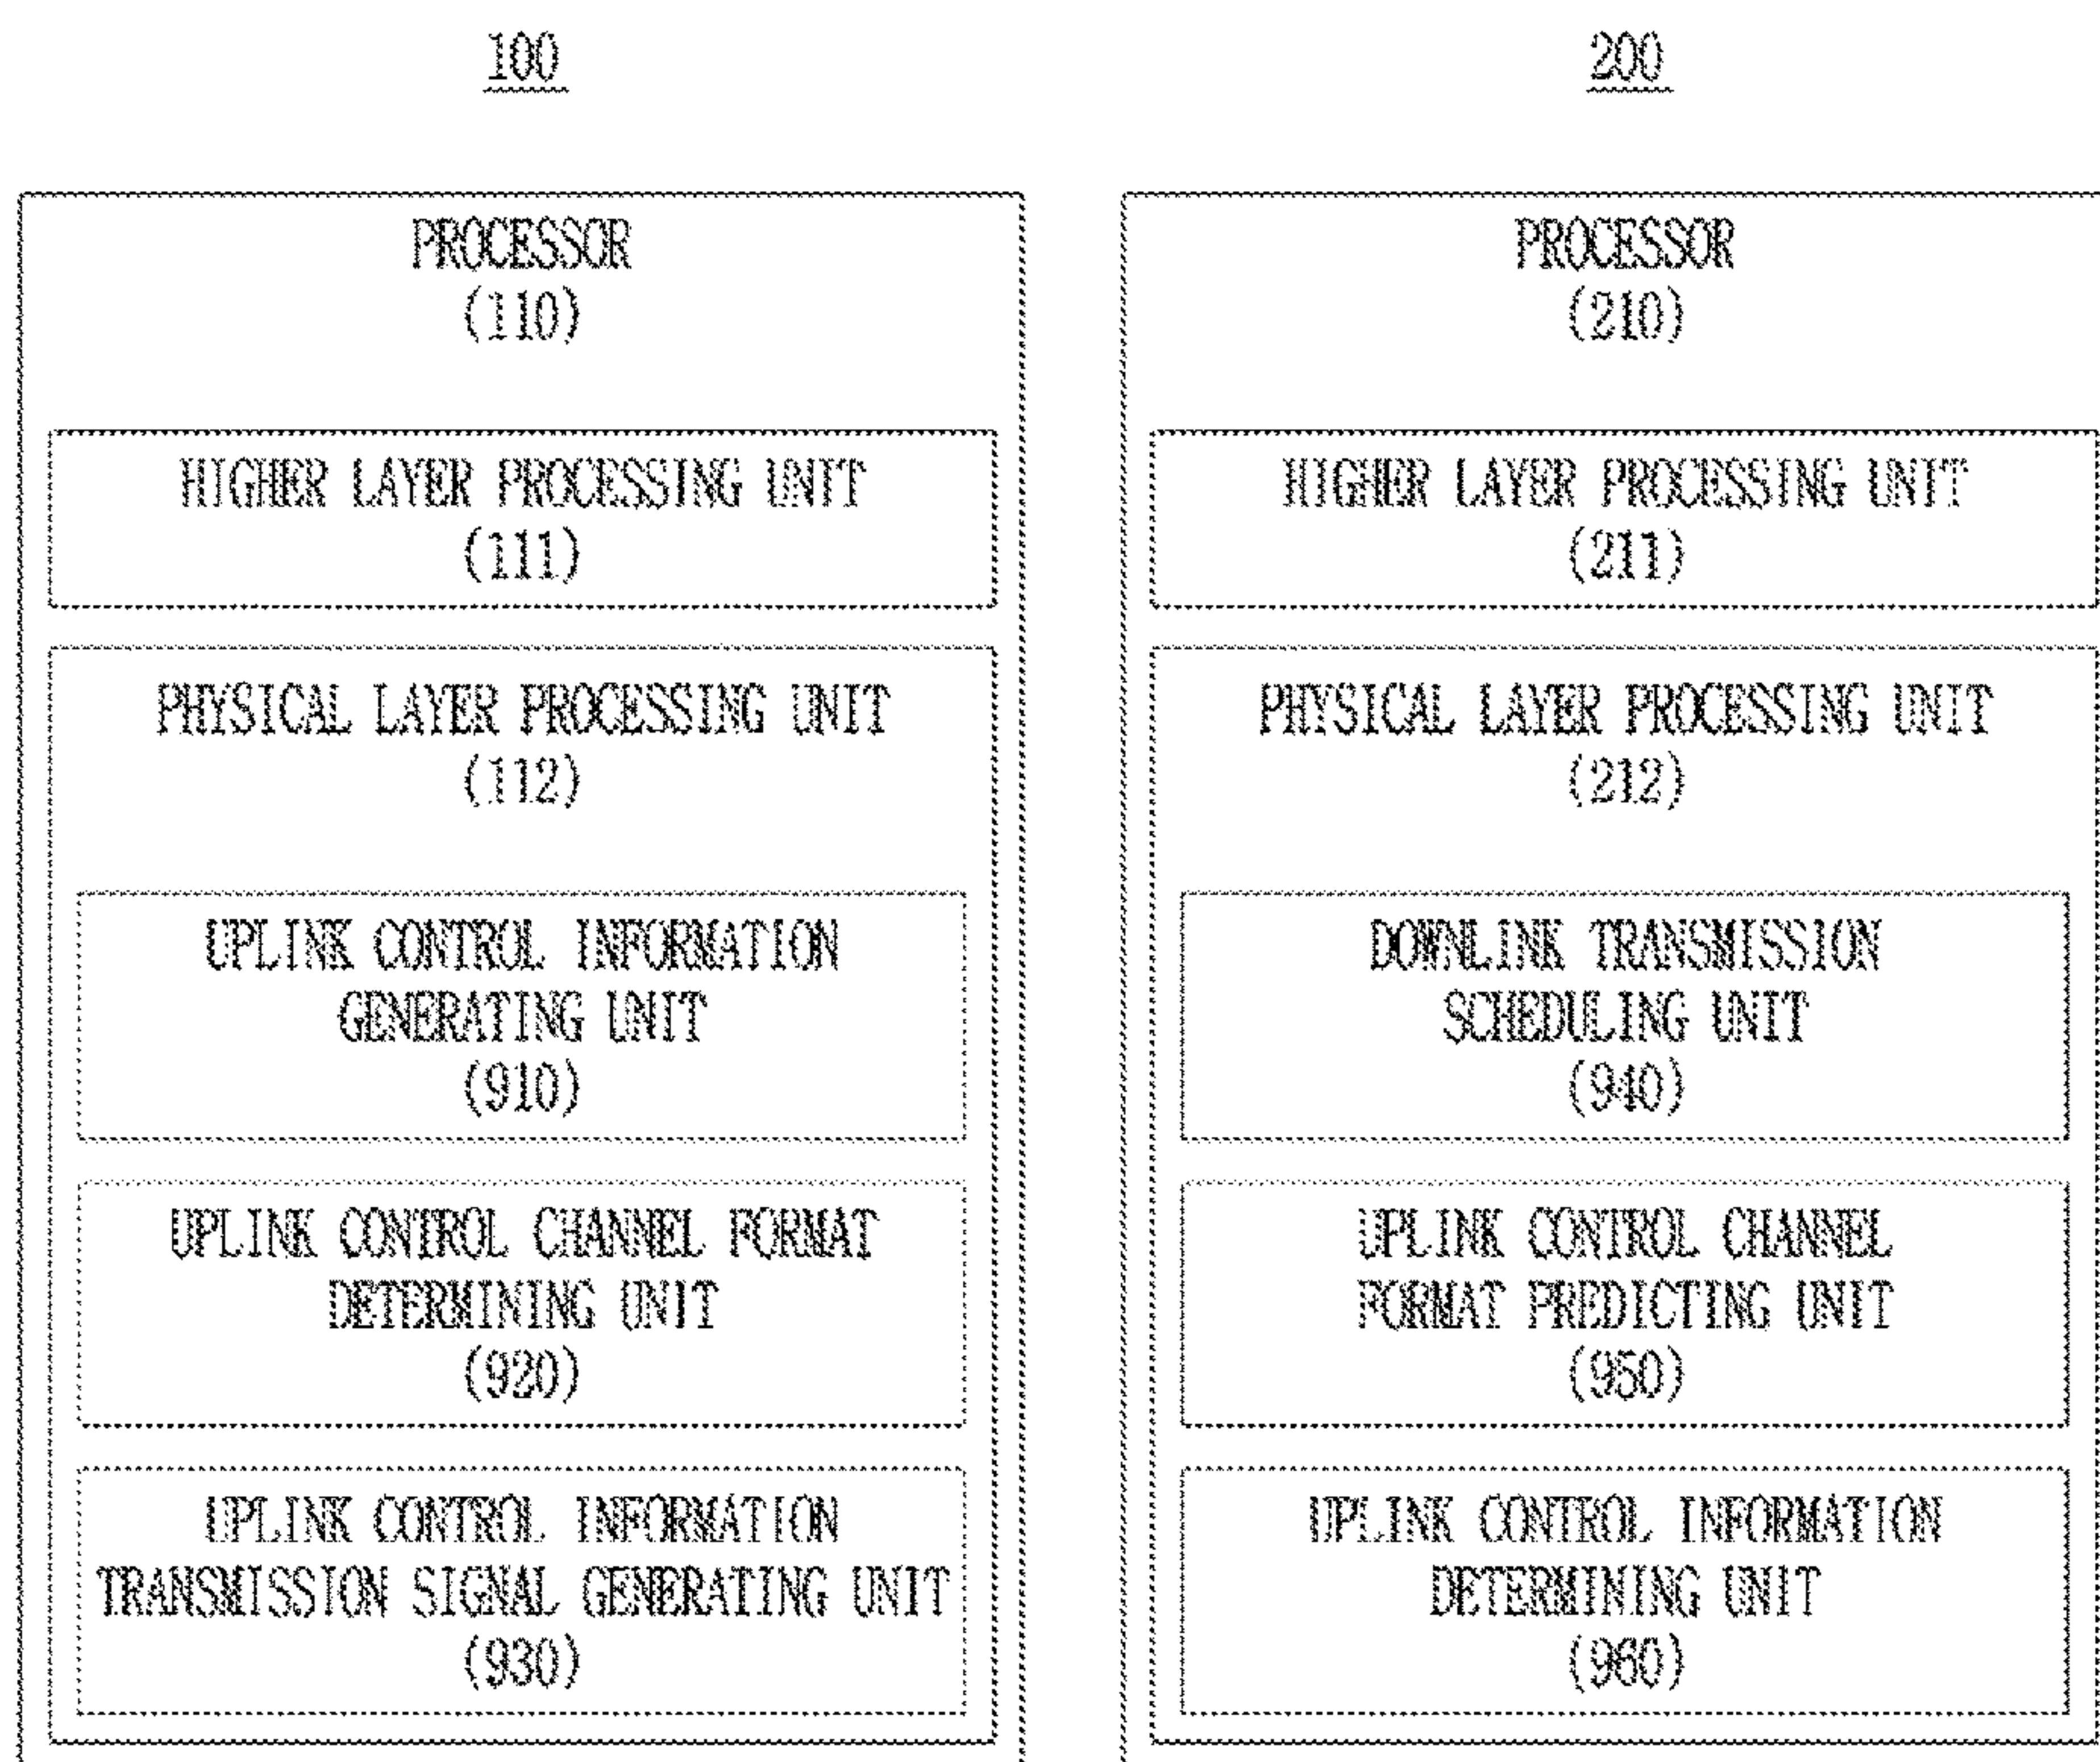 100
PROCESSOR
(110)
HIGHER LAYER PROCESSING UNIT
(111)
PHYSICAL LAYER PROCESSING UNIT
(112)
UPLINK CONTROL INFORMATION
GENERATING UNIT
(910)
UPLINK CONTROL CHANNEL FORMAT
DETERMINING UNIT
(920)
UPLINK CONTROL INFORMATION
TRANSMISSION SIGNAL GENERATING UNIT
(930)
200
PROCESSOR
(210)
HIGHER LAYER PROCESSING UNIT
(211)
PHYSICAL LAYER PROCESSING UNIT
(212)
DOWNLINK TRANSMISSION
SCHEDULING UNIT
(940)
UPLINK CONTROL CHANNEL
FORMAT PREDICTING UNIT
(950)
UPLINK CONTROL INFORMATION
DETERMINING UNIT
(960)